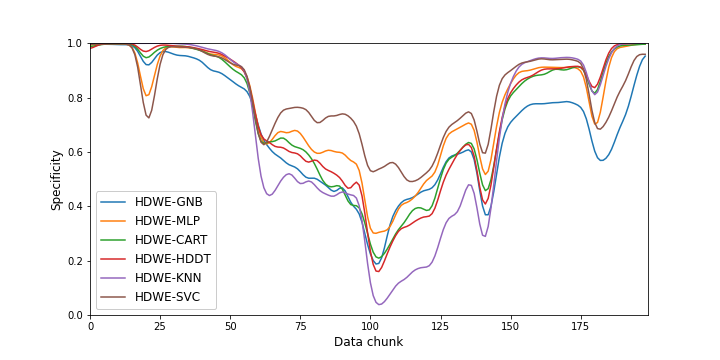 1.0
0.8
0.6
0.4
0.2
0.0
Specificity
HDWE-GNB
HDWE-MLP
HDWE-CART
HDWE-HDDT
HDWE-KNN
HDWE-SVC
0 25 50 75 100 125 150 175
Data chunk